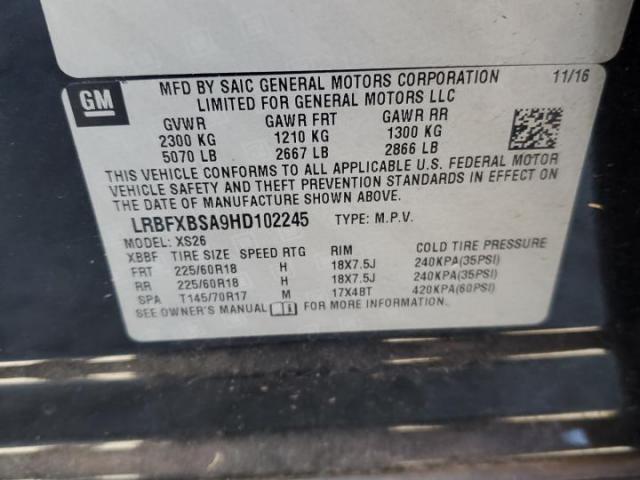 GM
MFD BY SAIC GENERAL MOTORS CORPORATION 11/16
LIMITED FOR GENERAL MOTORS LLC
GVWR GAWR FRT GAWR RR
2300 KG 1210 KG 1300 KG
5070 LB 2667 LB 2866 LB
THIS VEHICLE CONFORMS TO ALL APPLICABLE U.S. FEDERAL MOTOR
VEHICLE SAFETY AND THEFT PREVENTION STANDARDS IN EFFECT ON
THE DATE OF MANUFACTURE SHOWN ABOVE.
LRBFXBSA9HD102245 TYPE: M.P.V.
MODEL: XS26
XBBF TIRE SIZE SPEED RTG RIM COLD TIRE PRESSURE
FRT 225/60R18 H 18X7.5J 240KPA(35PSI)
RR 225/60R18 H 18X7.5J 240KPA(35PSI)
SPA T145/70R17 M 17X4BT 420KPA(60PSI)
SEE OWNER'S MANUAL FOR MORE INFORMATION.